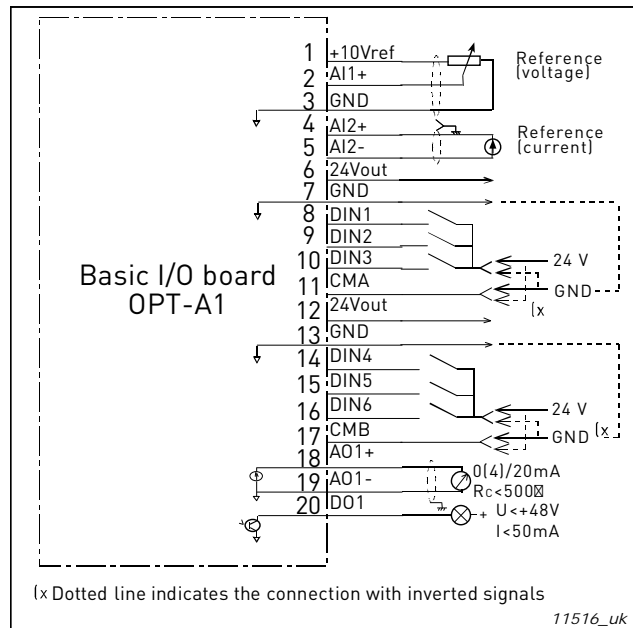 1 +10Vref
2 AI1+
3 GND
4 AI2+
5 AI2-
6 24Vout
7 GND
8 DIN1
9 DIN2
10 DIN3
11 CMA
12 24Vout
13 GND
14 DIN4
15 DIN5
16 DIN6
17 CMB
18 AO1+
19 AO1-
20 DO1
Basic I/O board
OPT-A1
Reference
(voltage)
Reference
(current)
24 V
GND
(x
24 V
GND (x
0(4)/20mA
RC<500
+ U<+48V
I<50mA
(x Dotted line indicates the connection with inverted signals
11516_uk